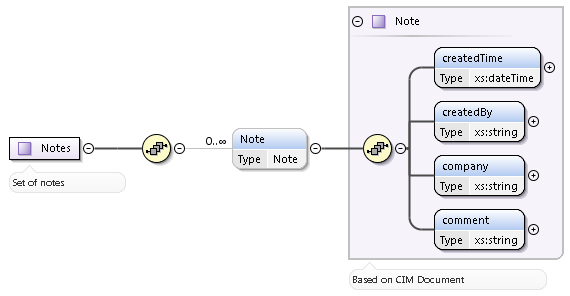 Note
createdTime
Type xs:dateTime
createdBy
Type xs:string
0..∞
Note
Type Note
Notes
Set of notes
company
Type xs:string
comment
Type xs:string
Based on CIM Document